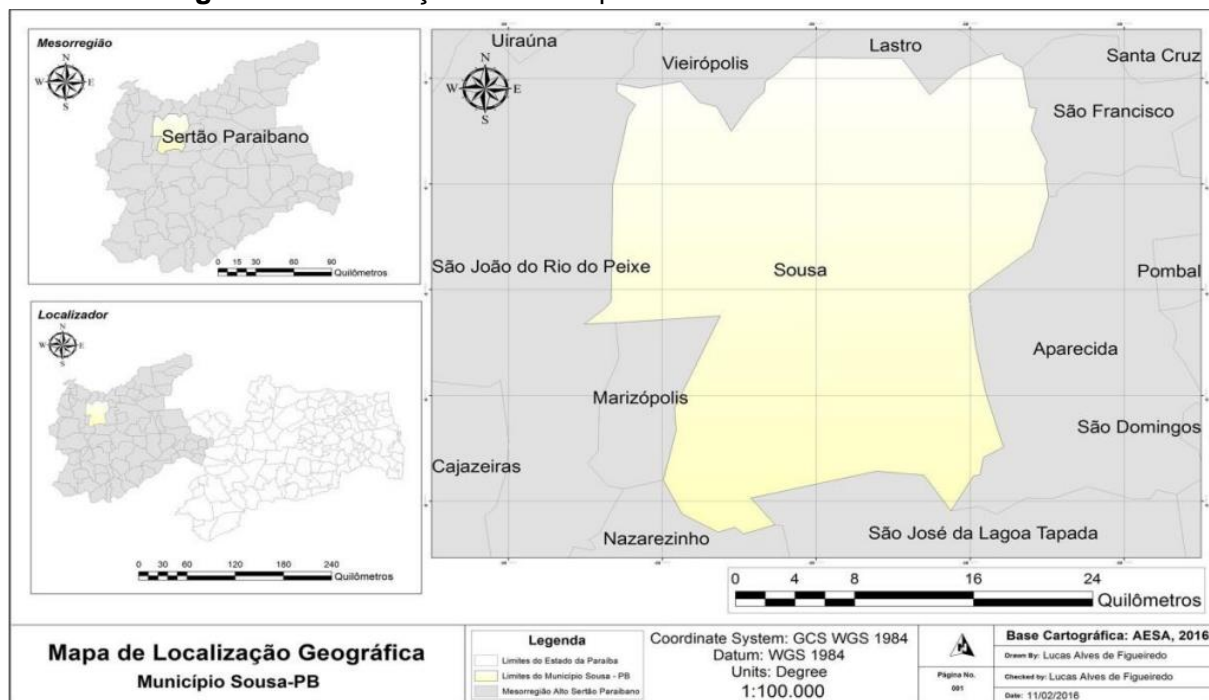 Mesorregião
N
W E
S
Sertão Paraibano
0 15 30 60 90
Quilômetros
Localizador
N
W E
S
0 30 60 120 180 240
Quilômetros
Uiraúna
Vieirópolis
Lastro
Santa Cruz
N
W E
S
São Francisco
São João do Rio do Peixe
Sousa
Pombal
Aparecida
Marizópolis
São Domingos
Cajazeiras
Nazarezinho
São José da Lagoa Tapada
0 4 8 16 24
Quilômetros
Mapa de Localização Geográfica
Município Sousa-PB
Legenda
Limites do Estado da Paraíba
Limites do Município Sousa - PB
Mesorregião Alto Sertão Paraibano
Coordinate System: GCS WGS 1984
Datum: WGS 1984
Units: Degree
1:100.000
Página No.
001
Base Cartográfica: AESA, 2016
Drawn By: Lucas Alves de Figueiredo
Checked by: Lucas Alves de Figueiredo
Date: 11/02/2016